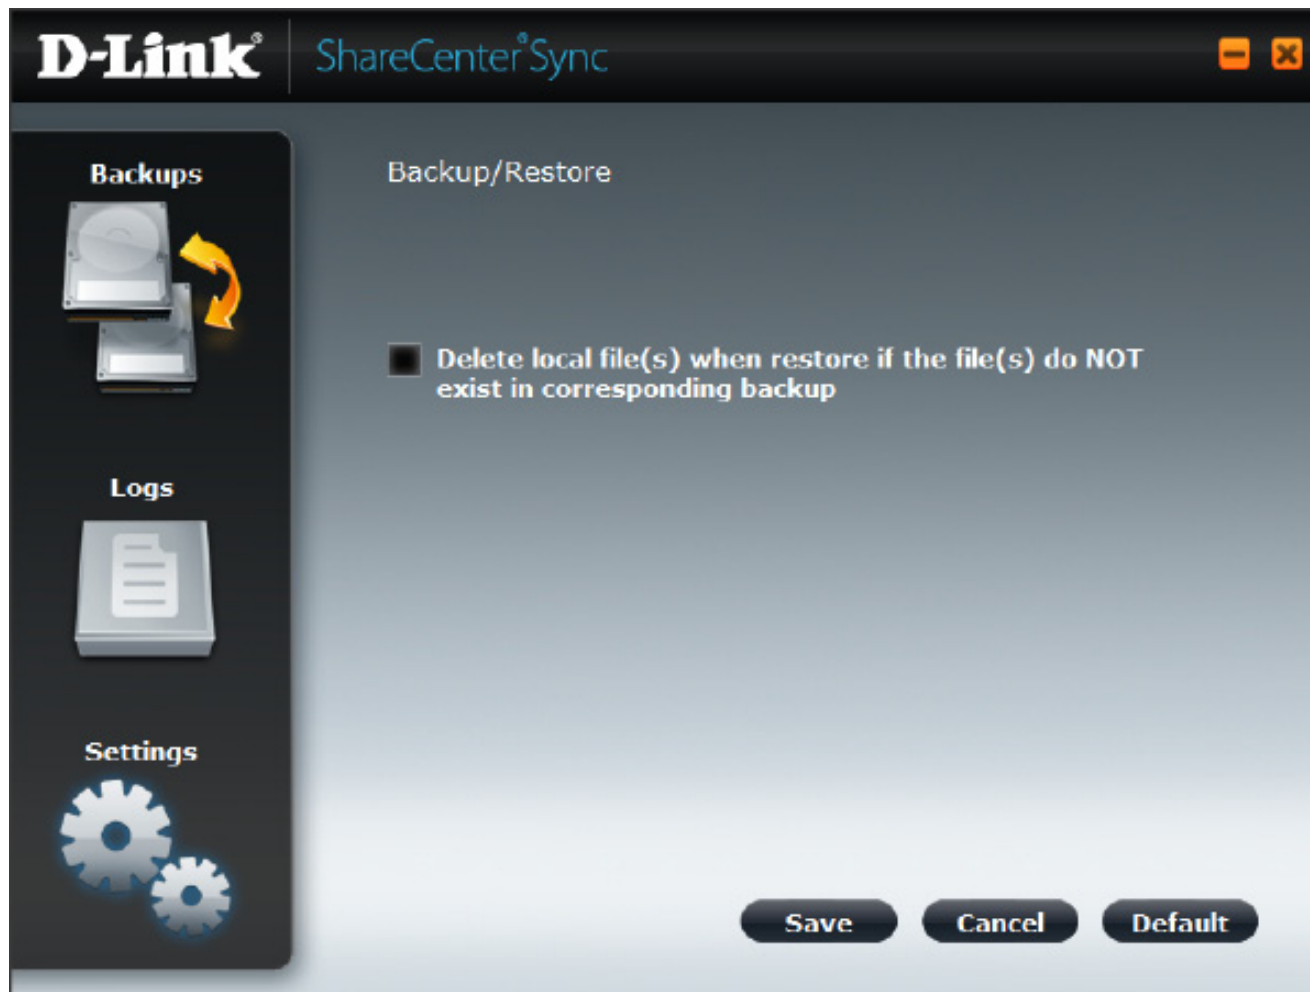 D-Link® ShareCenter®Sync
Backups
Backup/Restore
Delete local file(s) when restore if the file(s) do NOT
exist in corresponding backup
Logs
Settings
Save Cancel Default